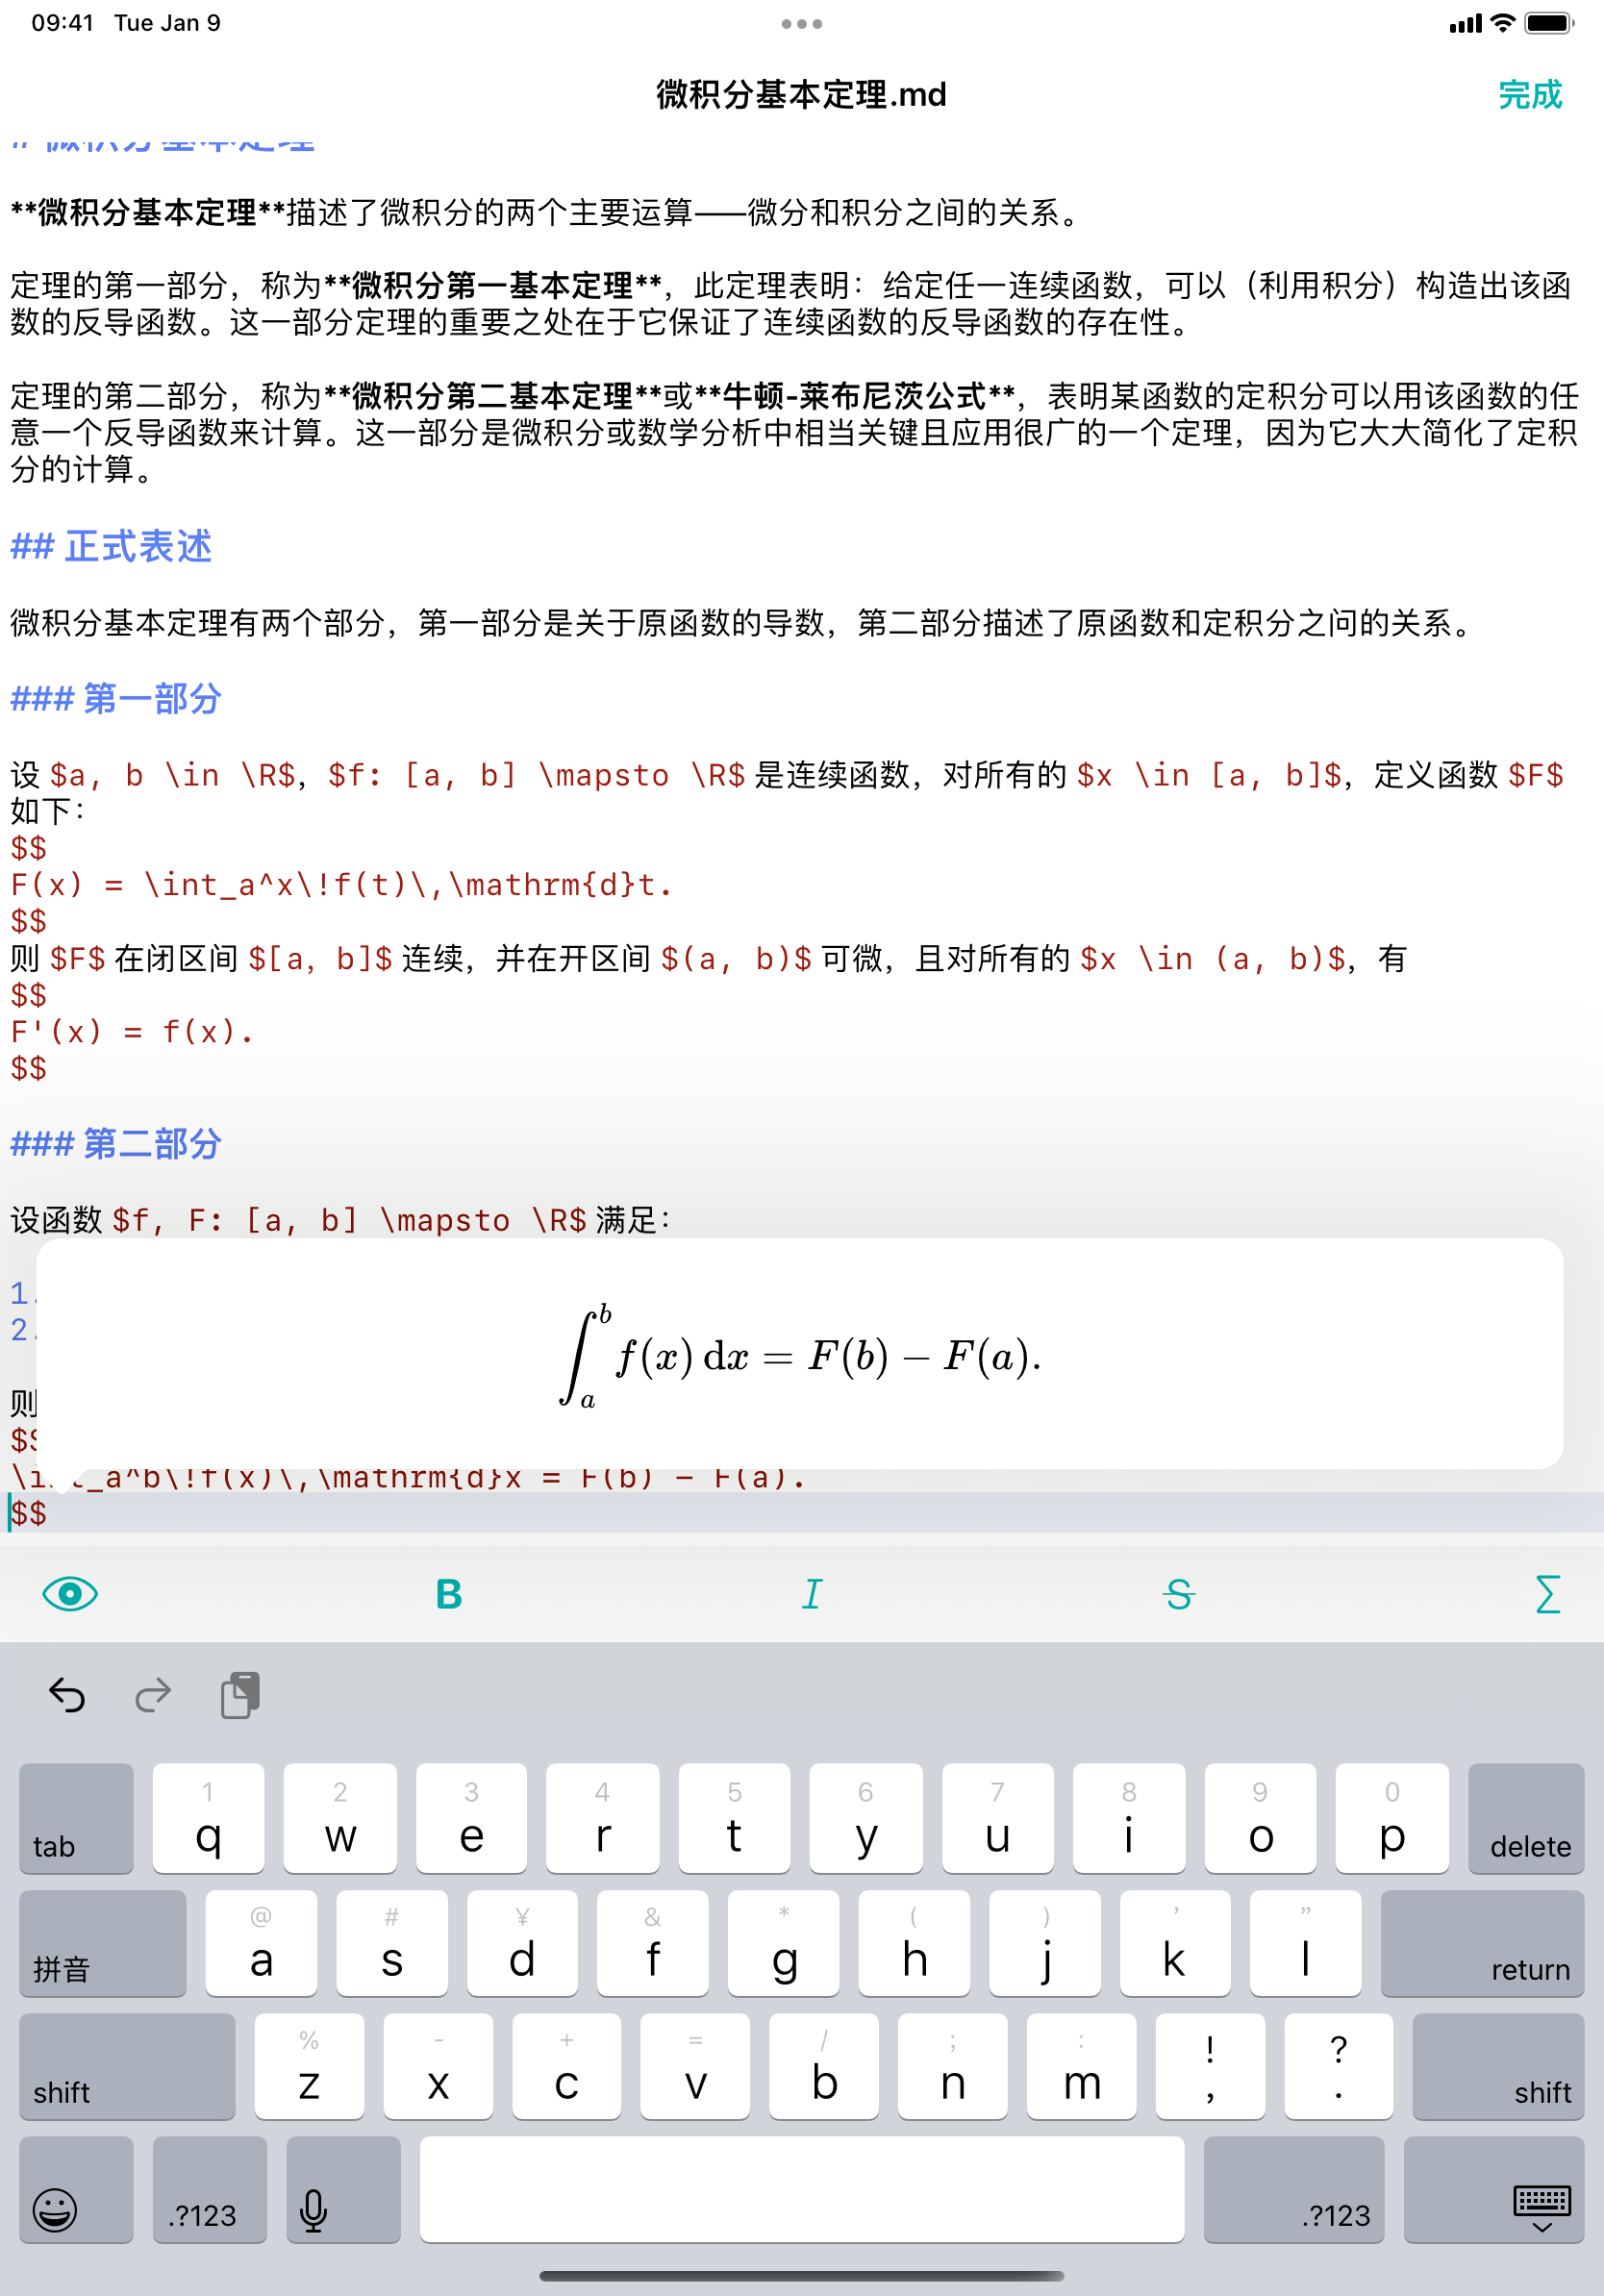 09:41 Tue Jan 9
微积分基本定理.md
完成
# 微积分基本定理
**微积分基本定理**描述了微积分的两个主要运算——微分和积分之间的关系。
定理的第一部分，称为**微积分第一基本定理**，此定理表明：给定任一连续函数，可以（利用积分）构造出该函
数的反导函数。这一部分定理的重要之处在于它保证了连续函数的反导函数的存在性。
定理的第二部分，称为**微积分第二基本定理**或**牛顿-莱布尼茨公式**，表明某函数的定积分可以用该函数的任
意一个反导函数来计算。这一部分是微积分或数学分析中相当关键且应用很广的一个定理，因为它大大简化了定积
分的计算。
## 正式表述
微积分基本定理有两个部分，第一部分是关于原函数的导数，第二部分描述了原函数和定积分之问的关系。
### 第一部分
设 $a, b \in \R$，$f: [a, b] \mapsto \R$ 是连续函数，对所有的 $x \in [a, b]$，定义函数 $F$
如下：
$$
F(x) = \int_a^x\!f(t)\,\mathrm{d}t.
$$
则 $F$ 在闭区间 $[a, b]$ 连续，并在开区间 $(a, b)$ 可微，且对所有的 $x \in (a, b)$，有
$$
F'(x) = f(x).
$$
### 第二部分
设函数 $f, F: [a, b] \mapsto \R$ 满足：
1.
2.
∫_a^b f(x) dx = F(b) − F(a).
则
$$
\int_a^b\!f(x)\,\mathrm{d}x = F(b) - F(a).
$$
B I S Σ
1 2 3 4 5 6 7 8 9 0
tab q w e r t y u i o p delete
@ # ¥ & * ( ) ’ ”
拼音 a s d f g h j k l return
% - + = / ; : ! ?
shift z x c v b n m , . shift
.?123 .?123